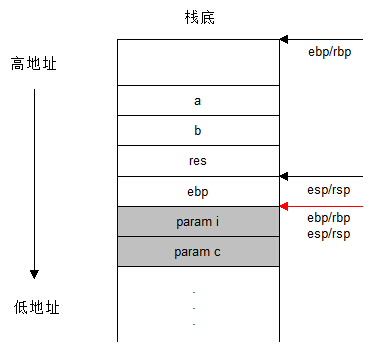 栈底
ebp/rbp
高地址
a
b
res
ebp
esp/rsp
param i
ebp/rbp
esp/rsp
param c
低地址
.
.
.